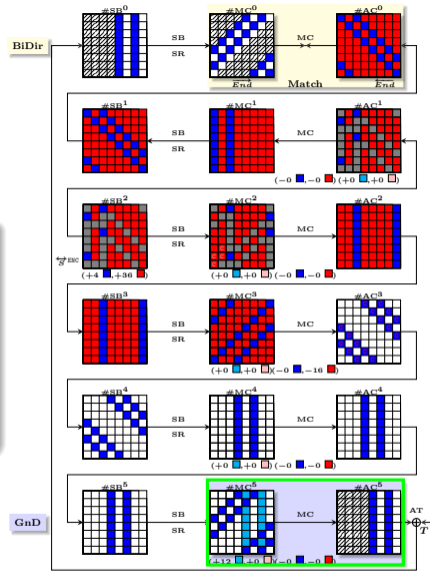 #SB⁰ #MC⁰ #AC⁰
BiDir SB SR MC
End Match End
#SB¹ #MC¹ #AC¹
SB SR MC
(−0 ,−0 ) (+0 ,+0 )
#SB² #MC² #AC²
SB SR MC
(+4 ,+36 ) (+0 ,+0 ) (−0 ,−0 )
#SB³ #MC³ #AC³
SB SR MC
(+0 ,+0 ) (−0 ,−16 )
#SB⁴ #MC⁴ #AC⁴
SB SR MC
(+0 ,+0 ) (−0 ,−0 )
#SB⁵ #MC⁵ #AC⁵
GnD SB SR MC AT
T
(+12 ,+0 ) (−0 ,−0 )